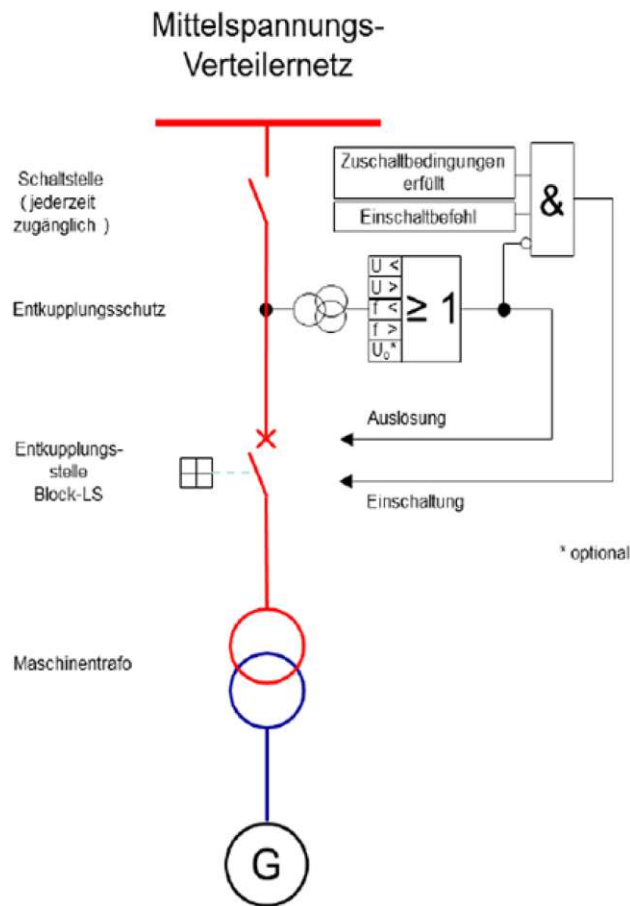 Mittelspannungs-
Verteilernetz
Schaltstelle
( jederzeit
zugänglich )
Zuschaltbedingungen
erfüllt
Einschaltbefehl
&
Entkupplungsschutz
U <
U >
f <
f >
U₀*
≥ 1
Auslösung
Entkupplungs-
stelle
Block-LS
Einschaltung
* optional
Maschinentrafo
G